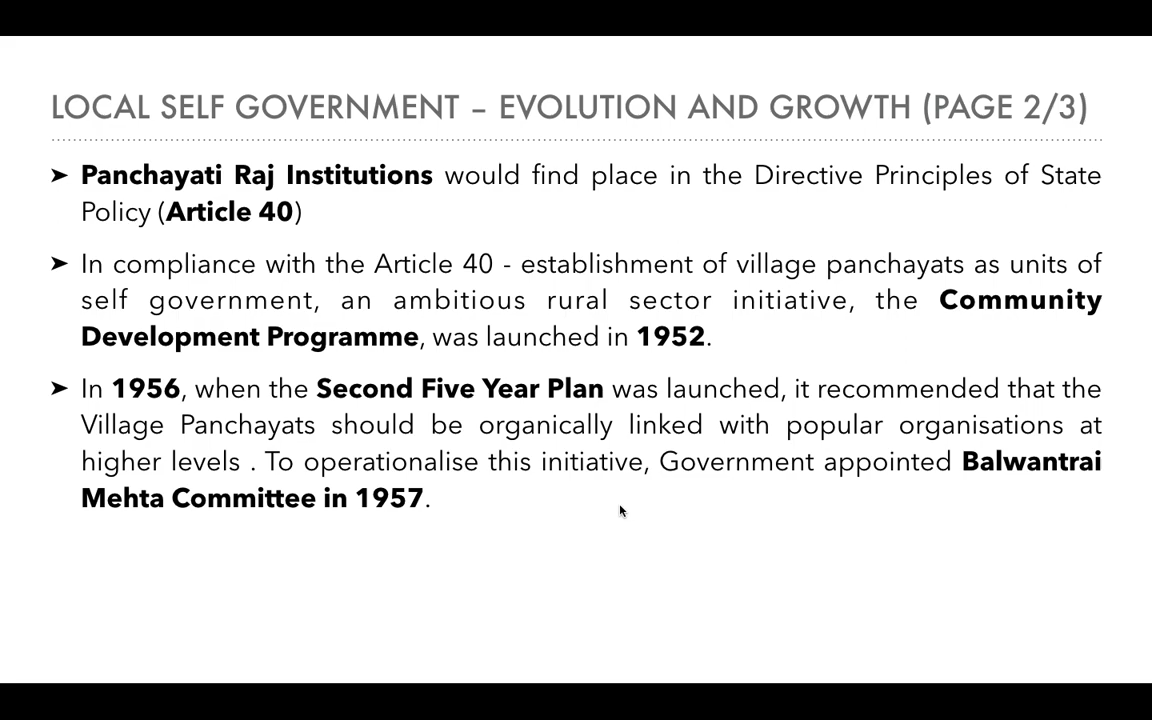 LOCAL SELF GOVERNMENT – EVOLUTION AND GROWTH (PAGE 2/3)
➤ Panchayati Raj Institutions would find place in the Directive Principles of State
Policy (Article 40)
➤ In compliance with the Article 40 - establishment of village panchayats as units of
self government, an ambitious rural sector initiative, the Community
Development Programme, was launched in 1952.
➤ In 1956, when the Second Five Year Plan was launched, it recommended that the
Village Panchayats should be organically linked with popular organisations at
higher levels . To operationalise this initiative, Government appointed Balwantrai
Mehta Committee in 1957.